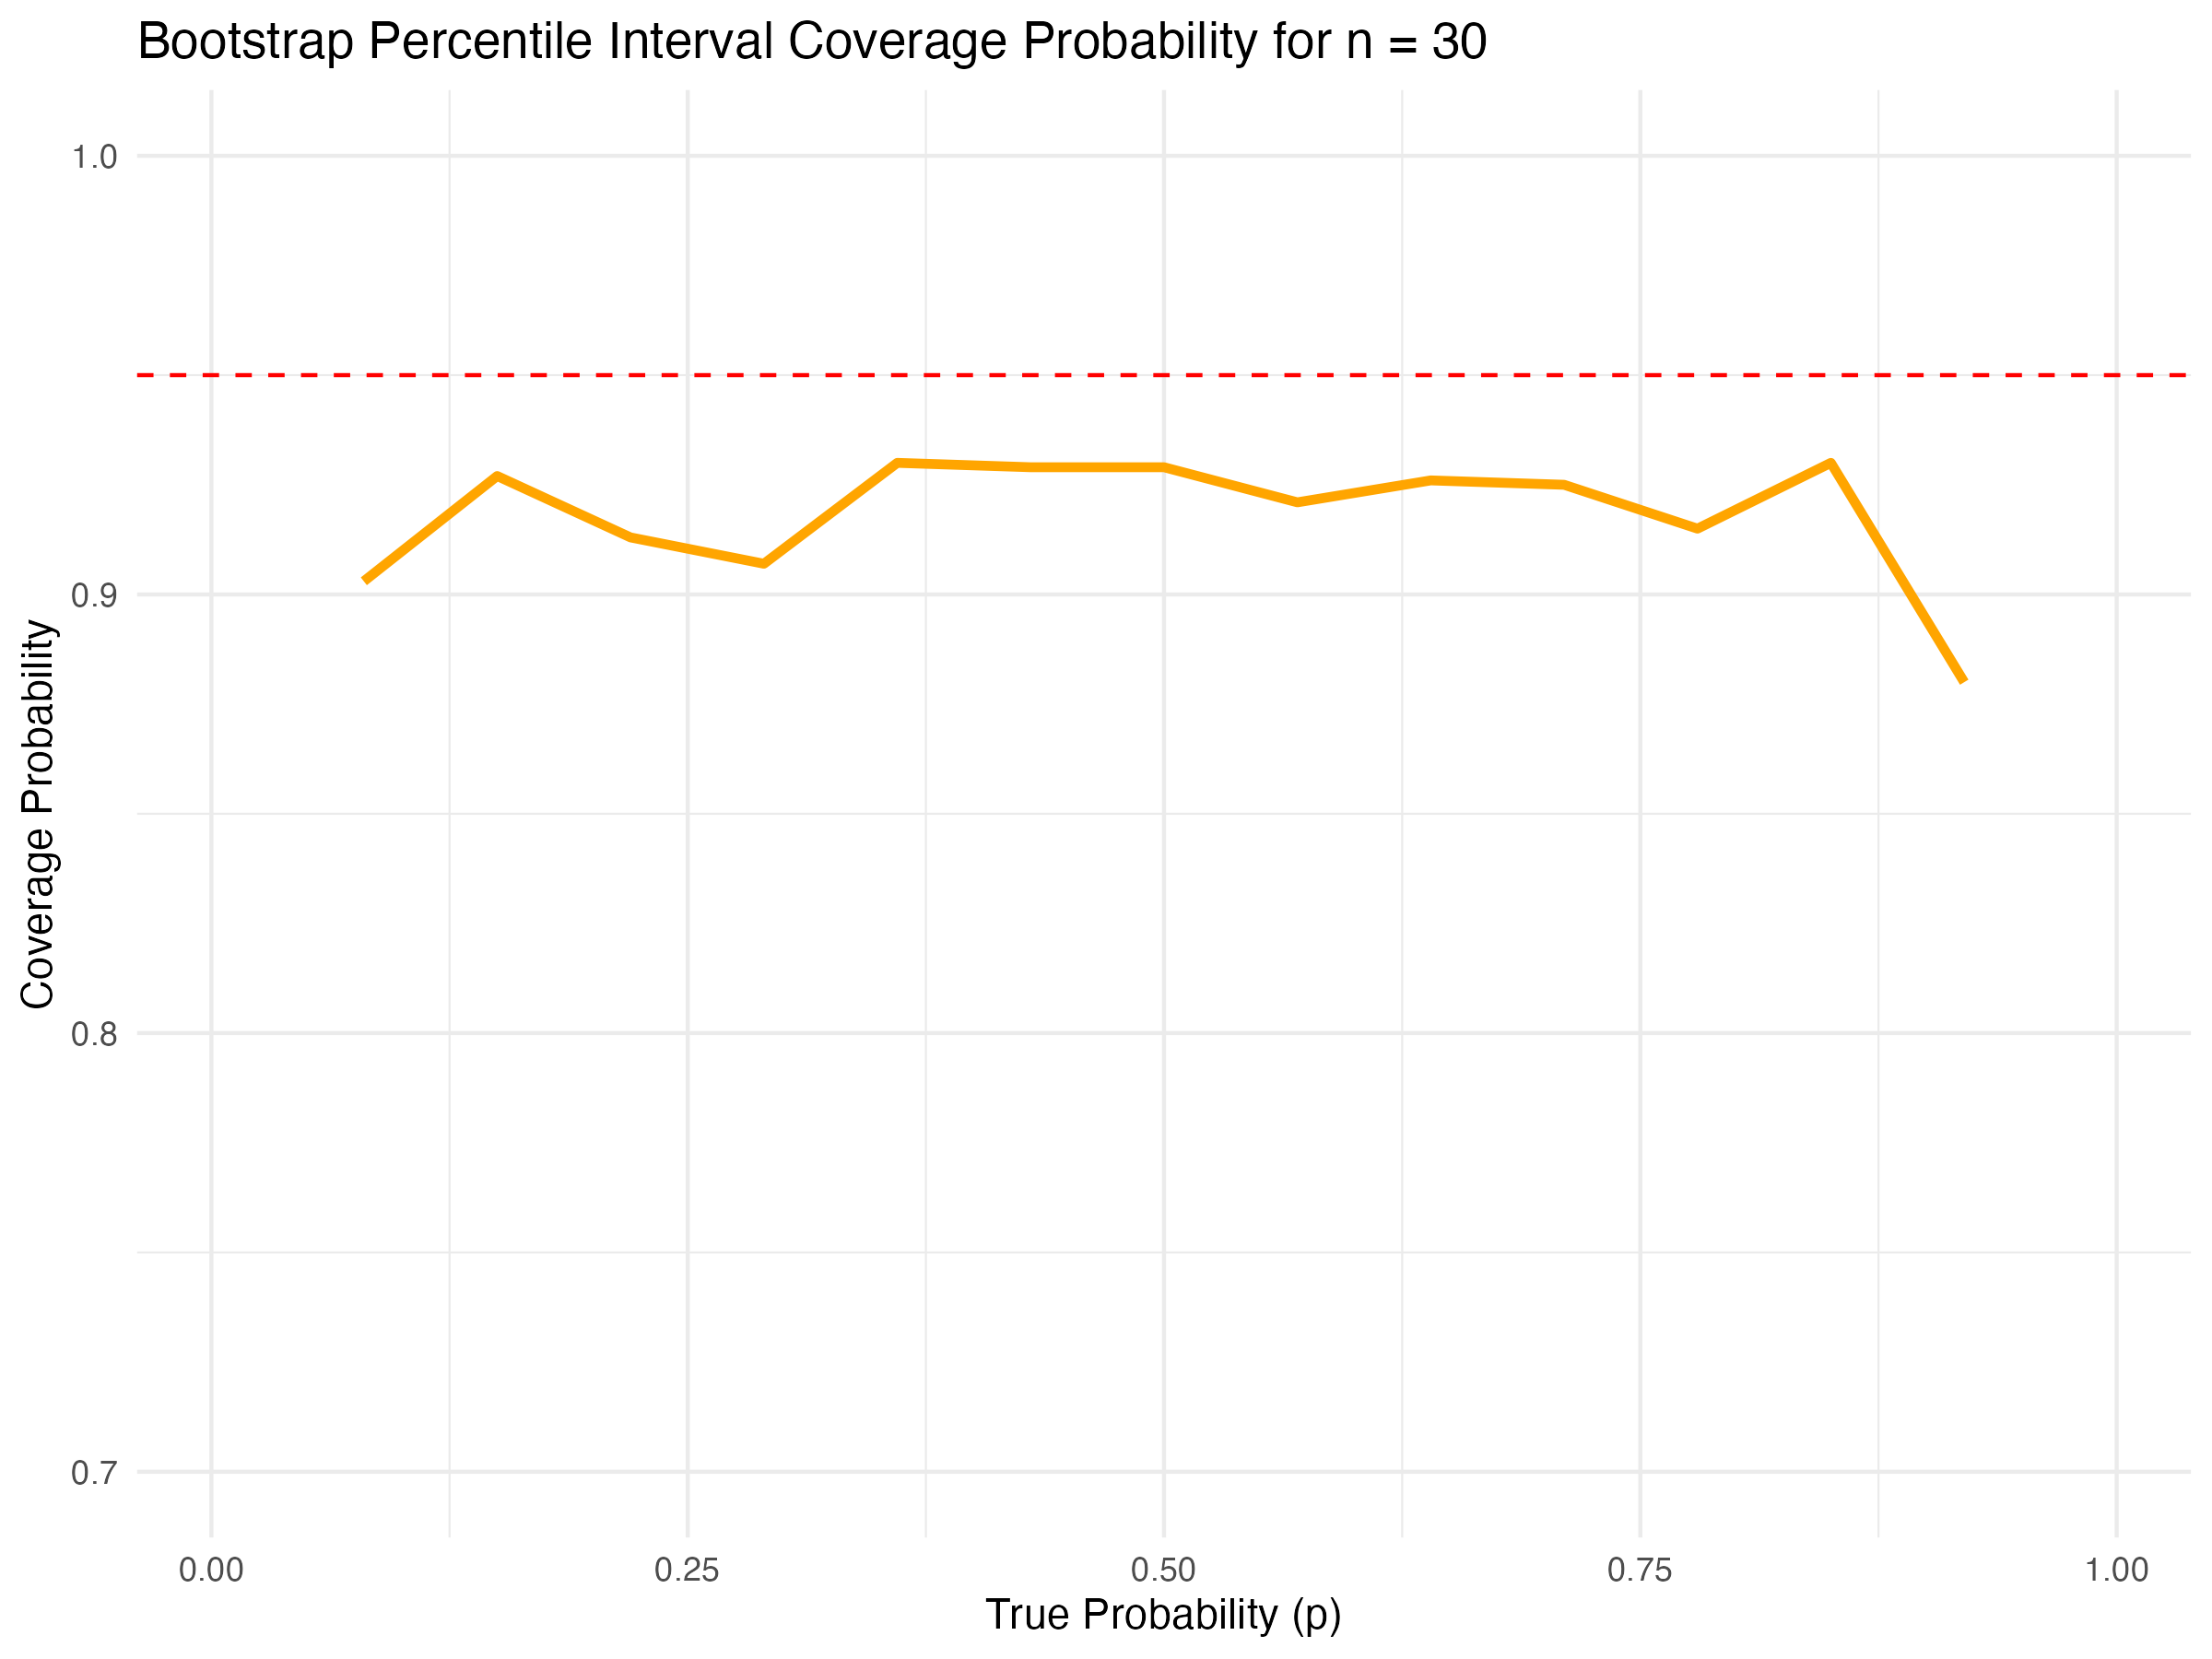 Bootstrap Percentile Interval Coverage Probability for n = 30
1.0
0.9
0.8
0.7
Coverage Probability
0.00 0.25 0.50 0.75 1.00
True Probability (p)